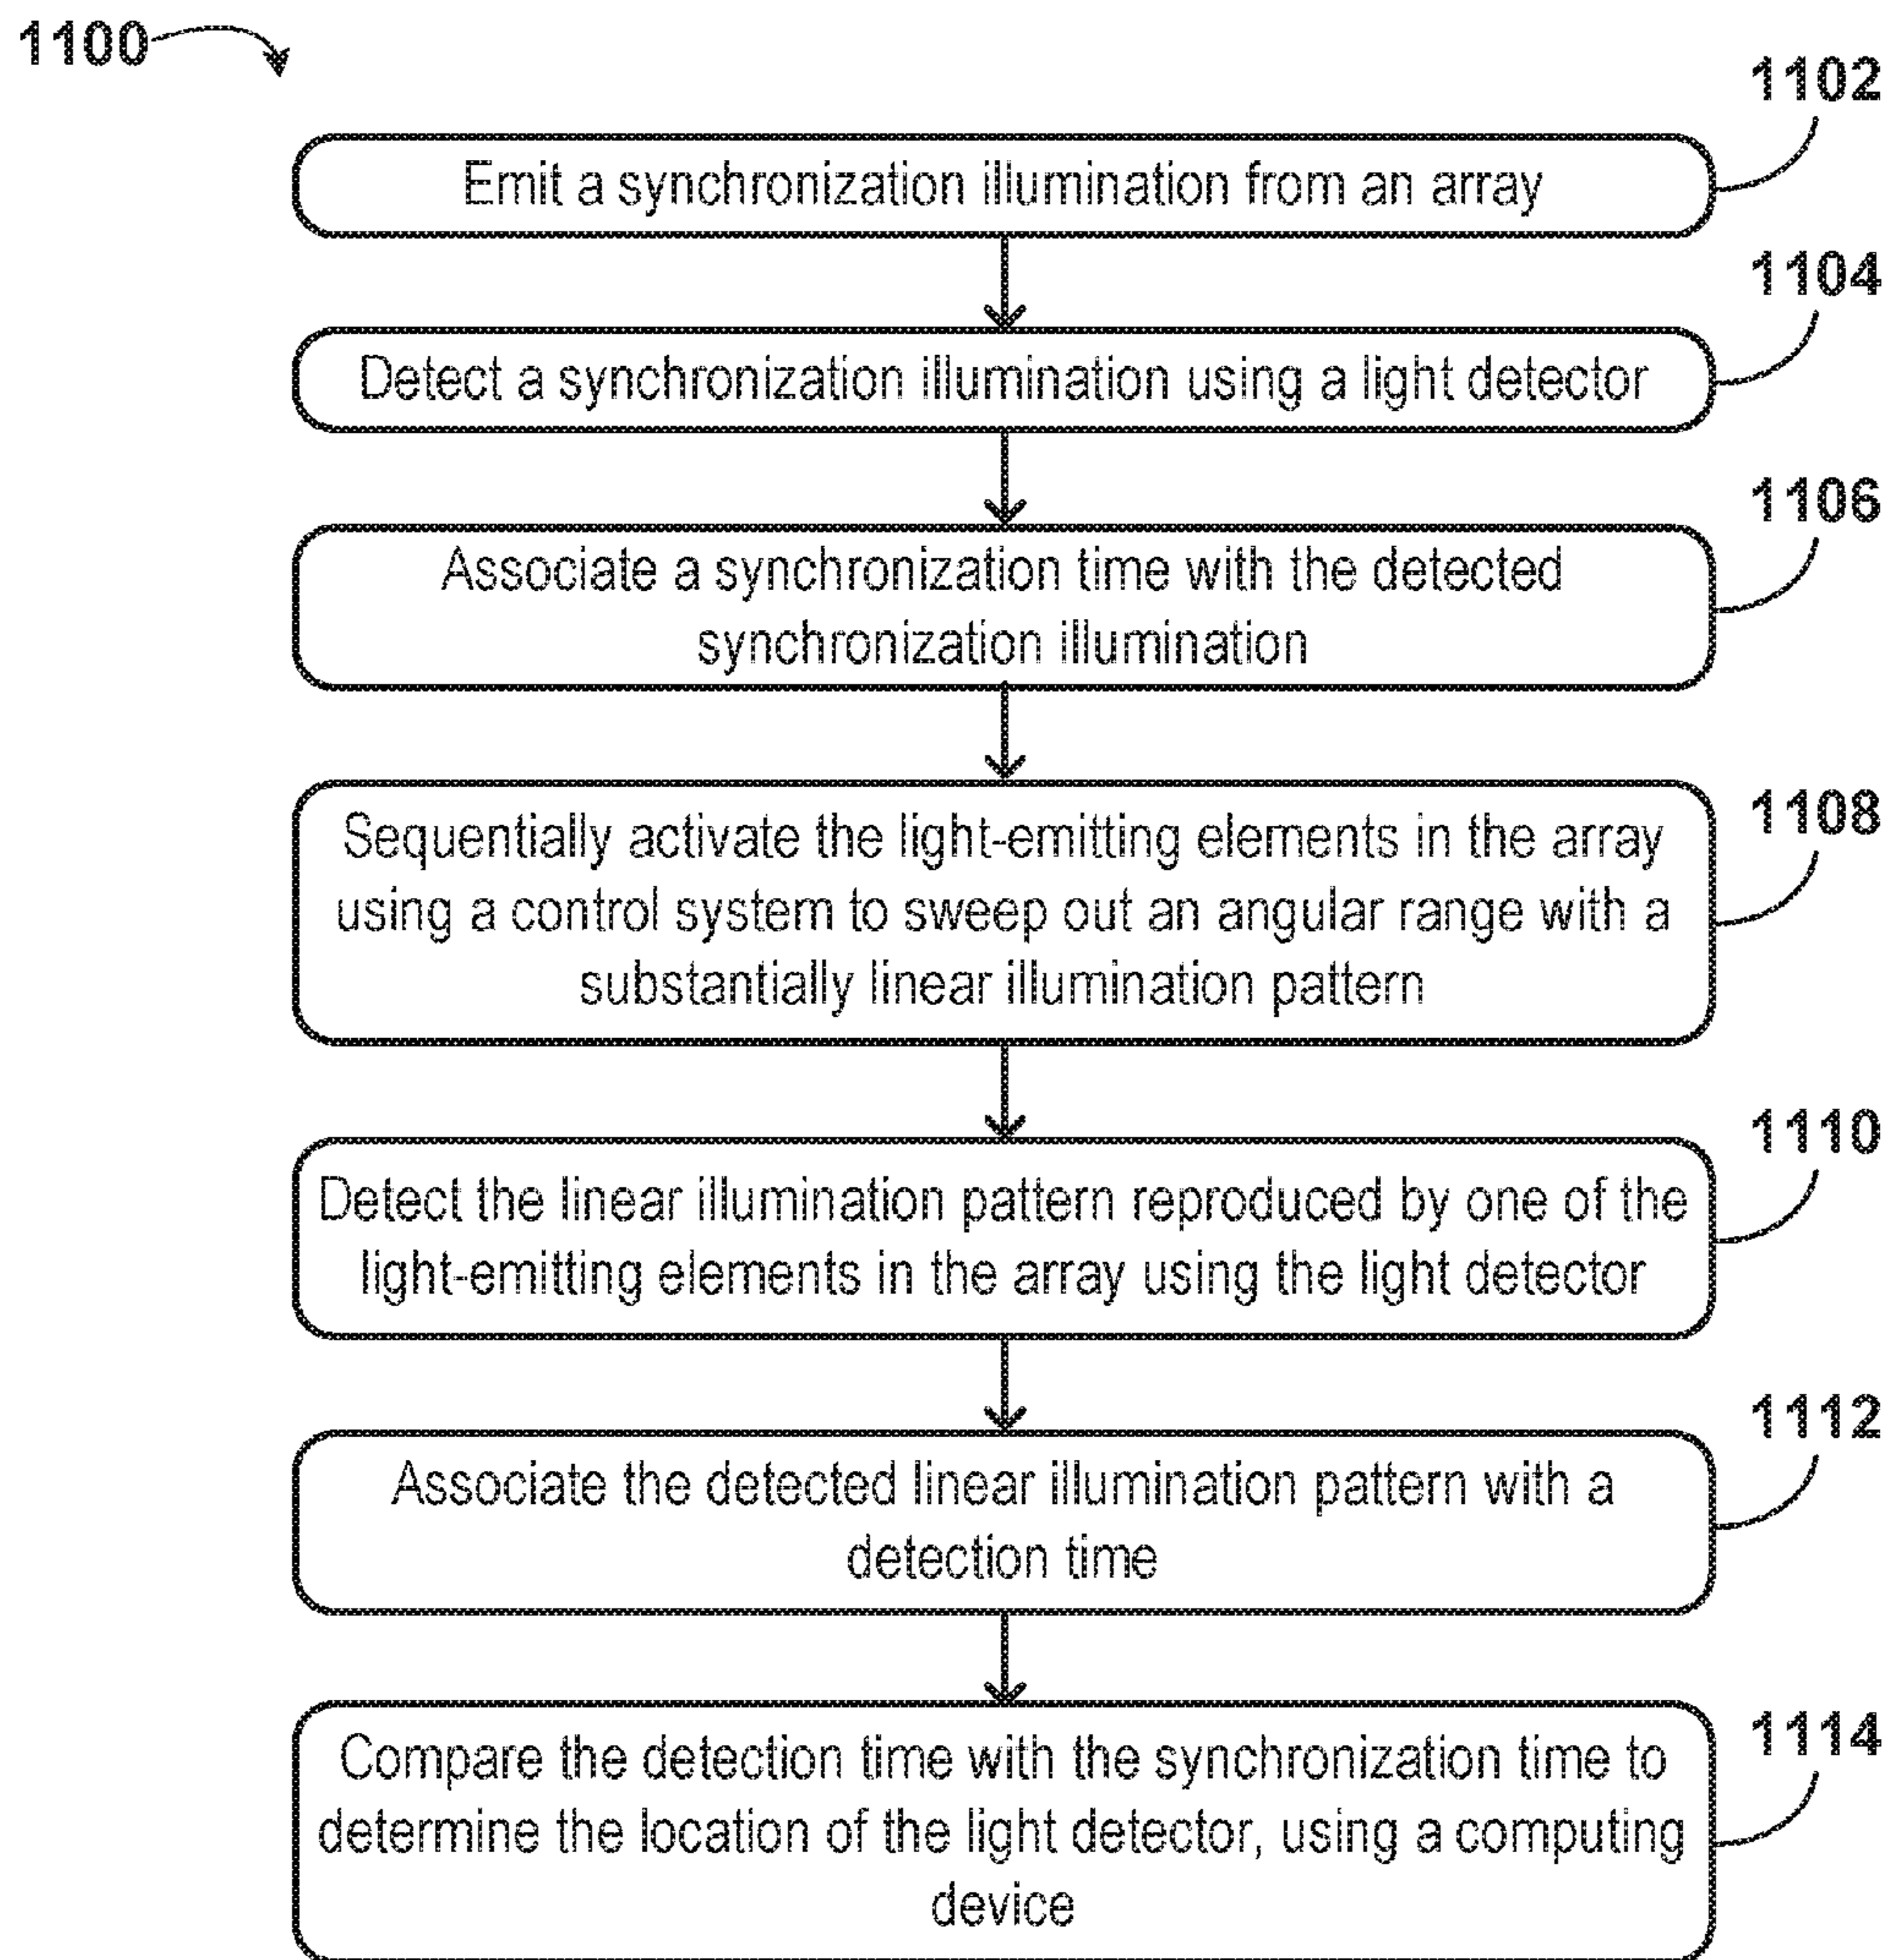 1100
1102
Emit a synchronization illumination from an array
1104
Detect a synchronization illumination using a light detector
1106
Associate a synchronization time with the detected
synchronization illumination
1108
Sequentially activate the light-emitting elements in the array
using a control system to sweep out an angular range with a
substantially linear illumination pattern
1110
Detect the linear illumination pattern reproduced by one of the
light-emitting elements in the array using the light detector
1112
Associate the detected linear illumination pattern with a
detection time
1114
Compare the detection time with the synchronization time to
determine the location of the light detector, using a computing
device